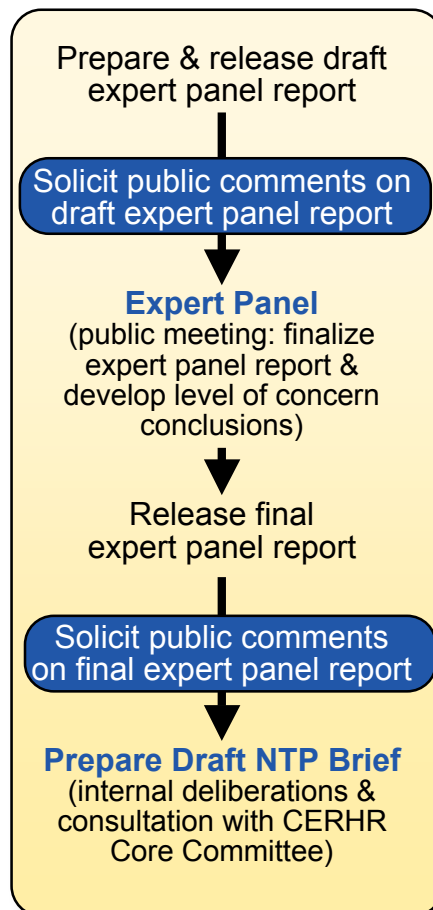 Prepare & release draft
expert panel report
Solicit public comments on
draft expert panel report
Expert Panel
(public meeting: finalize
expert panel report &
develop level of concern
conclusions)
Release final
expert panel report
Solicit public comments
on final expert panel report
Prepare Draft NTP Brief
(internal deliberations &
consultation with CERHR
Core Committee)